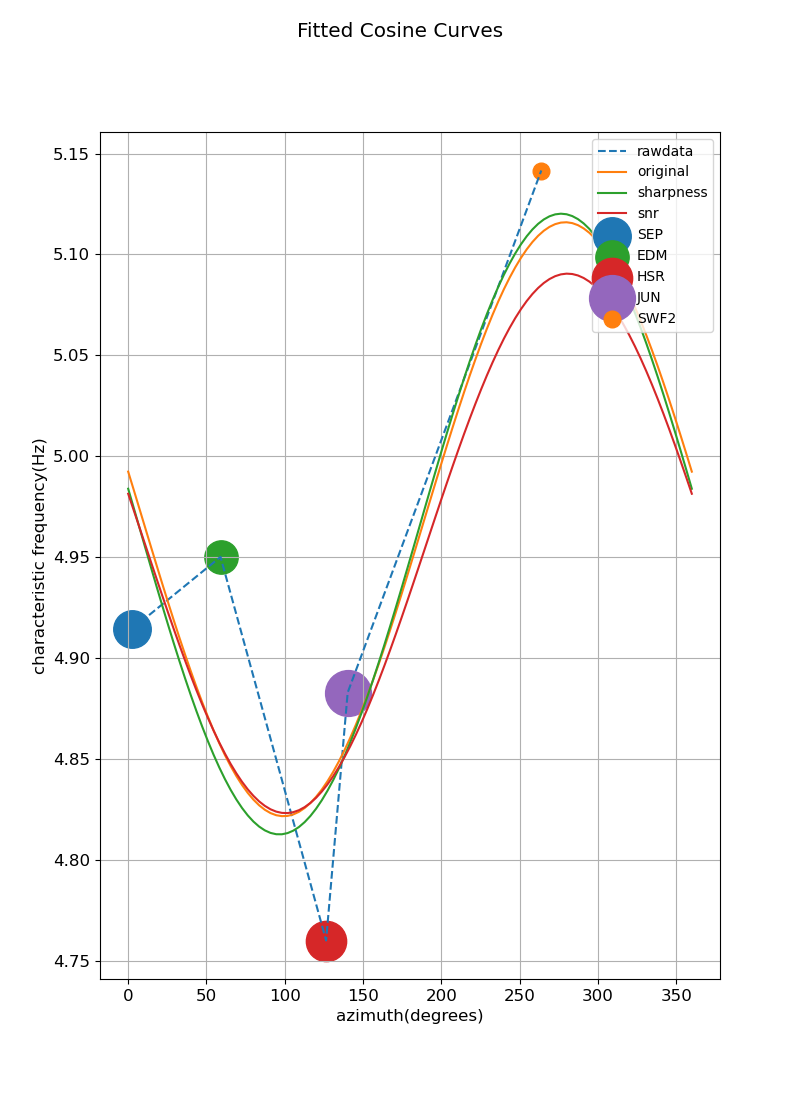 Fitted Cosine Curves
5.15
5.10
5.05
5.00
4.95
4.90
4.85
4.80
4.75
characteristic frequency(Hz)
rawdata
original
sharpness
snr
SEP
EDM
HSR
JUN
SWF2
0 50 100 150 200 250 300 350
azimuth(degrees)